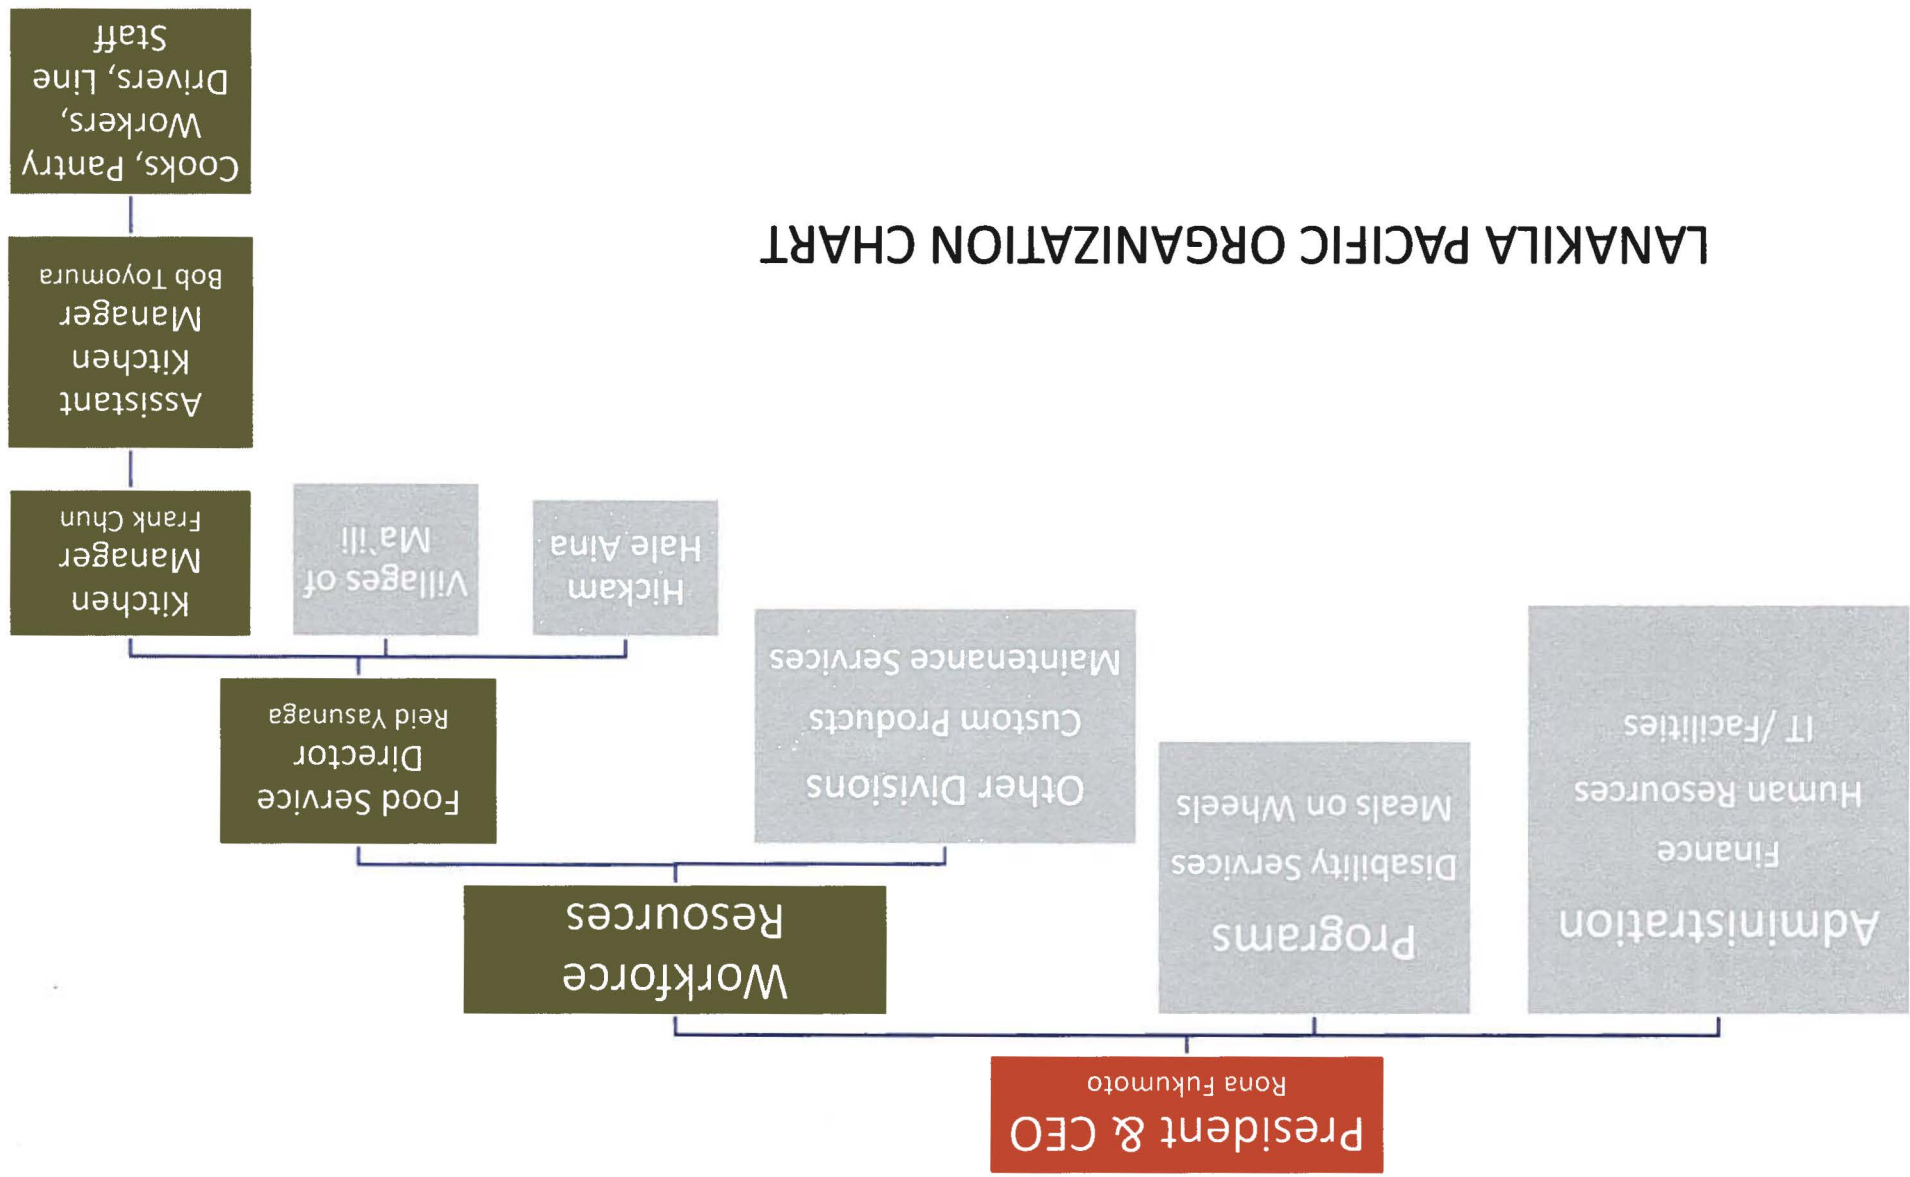 President & CEO
Rona Fukumoto
Administration
Finance
Human Resources
IT /Facilities
Programs
Disability Services
Meals on Wheels
Workforce
Resources
Other Divisions
Custom Products
Maintenance Services
Food Service
Director
Reid Yasunaga
Hickam
Hale Aina
Villages of
Ma`ili
Kitchen
Manager
Frank Chun
Assistant
Kitchen
Manager
Bob Toyomura
Cooks, Pantry
Workers,
Drivers, Line
Staff
LANAKILA PACIFIC ORGANIZATION CHART